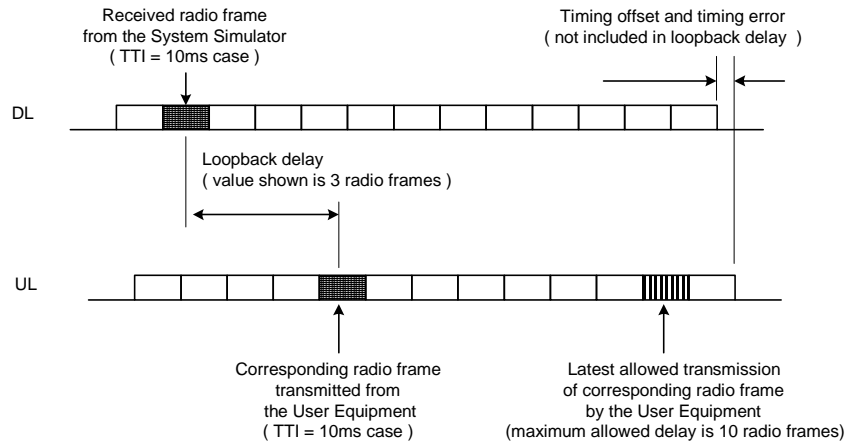 Received radio frame
from the System Simulator
( TTI = 10ms case )
Timing offset and timing error
( not included in loopback delay )
DL
Loopback delay
( value shown is 3 radio frames )
UL
Corresponding radio frame
transmitted from
the User Equipment
( TTI = 10ms case )
Latest allowed transmission
of corresponding radio frame
by the User Equipment
(maximum allowed delay is 10 radio frames)